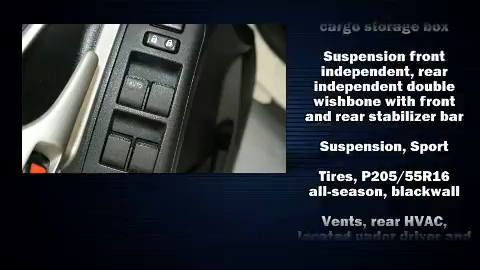 cargo storage box
Suspension front
independent, rear
independent double
wishbone with front
and rear stabilizer bar
Suspension, Sport
Tires, P205/55R16
all-season, blackwall
Vents, rear HVAC,
located under driver and
AUTO